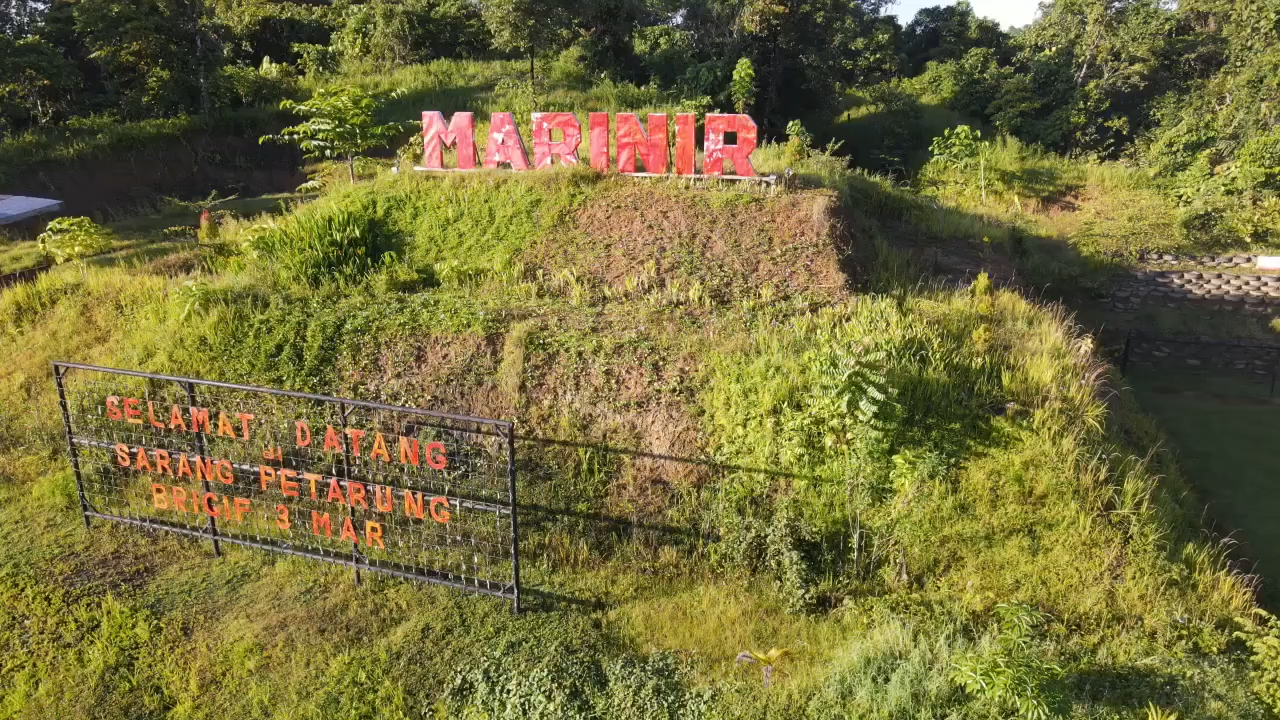 MARINIR
SELAMAT DATANG
DI
SARANG PETARUNG
BRIGIF 3 MAR